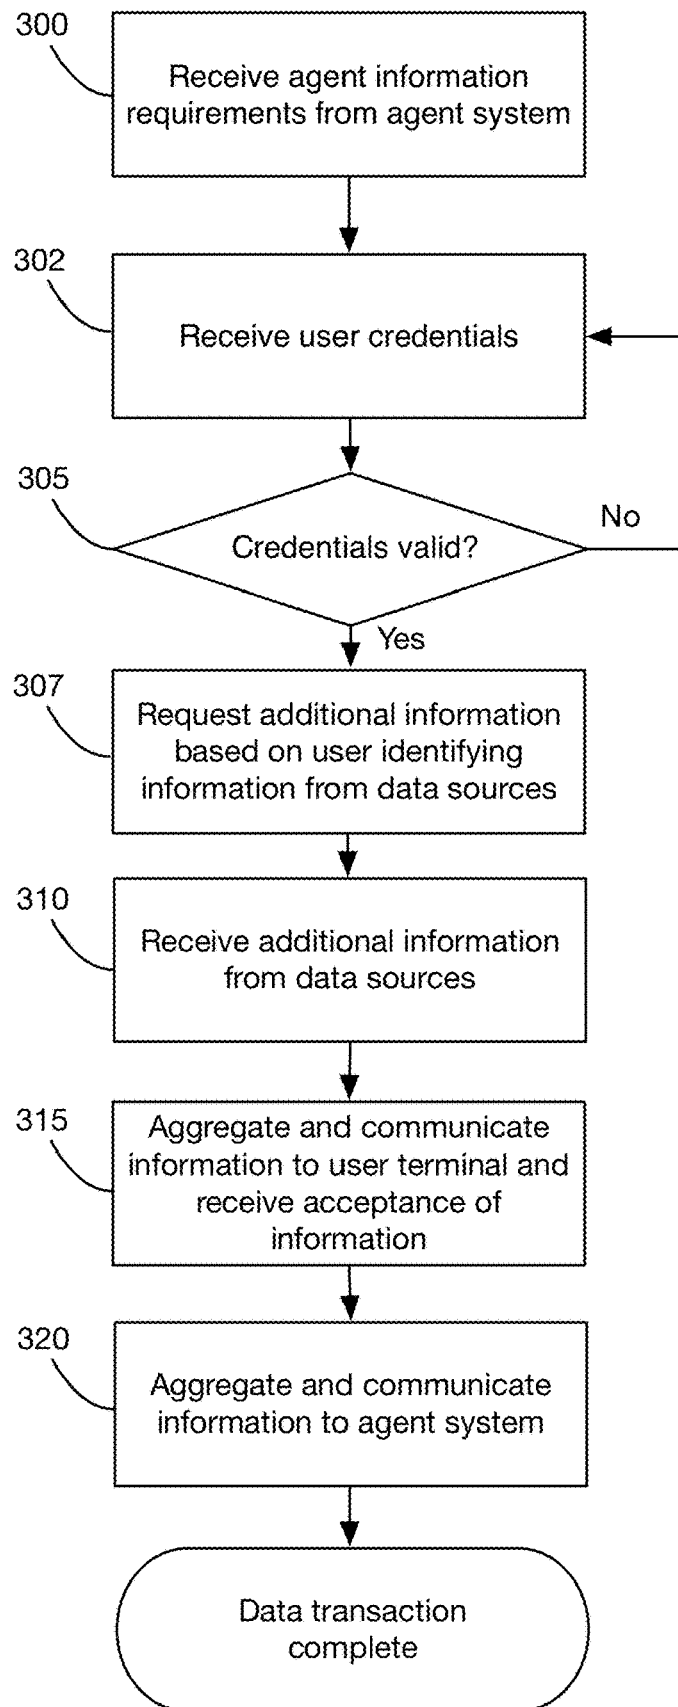 300
Receive agent information
requirements from agent system
302
Receive user credentials
305
Credentials valid?
No
Yes
307
Request additional information
based on user identifying
information from data sources
310
Receive additional information
from data sources
315
Aggregate and communicate
information to user terminal and
receive acceptance of
information
320
Aggregate and communicate
information to agent system
Data transaction
complete